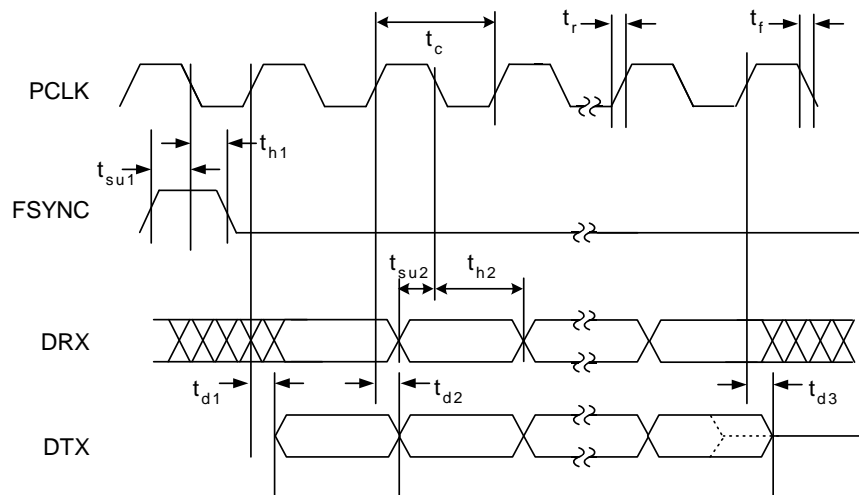 t_r
t_f
t_c
PCLK
t_h1
t_su1
FSYNC
t_su2
t_h2
DRX
t_d1
t_d2
t_d3
DTX